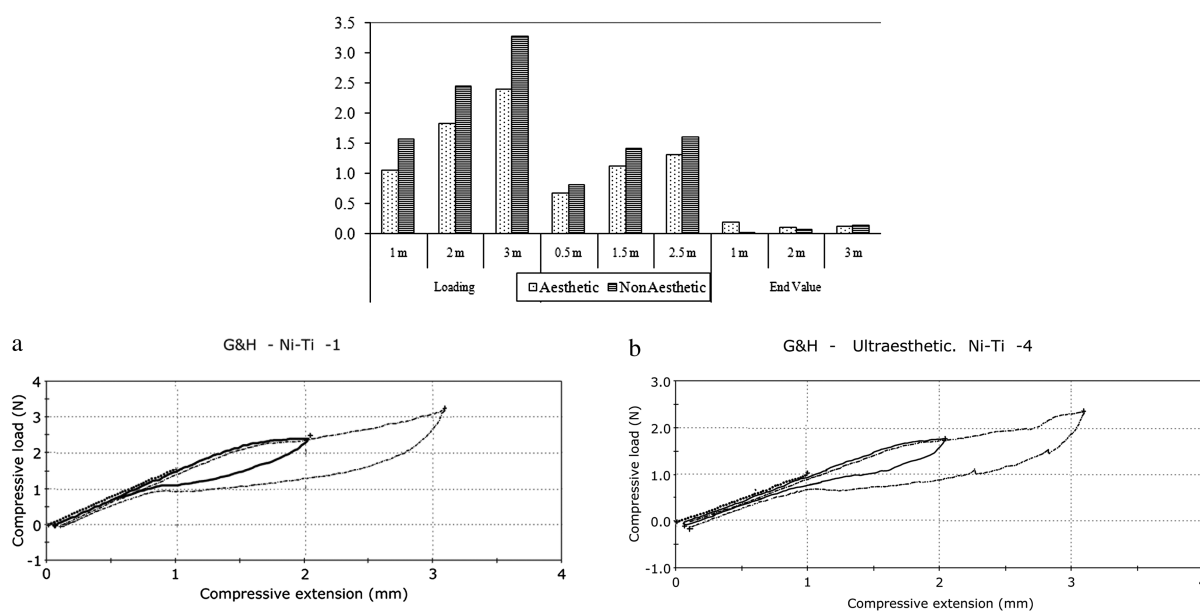 3.5
3.0
2.5
2.0
1.5
1.0
0.5
0.0
1 m 2 m 3 m 0.5 m 1.5 m 2.5 m 1 m 2 m 3 m
Loading Aesthetic NonAesthetic End Value
a G&H - Ni-Ti -1
4
3
2
1
0
-1
Compressive load (N)
0 1 2 3 4
Compressive extension (mm)
b G&H - Ultraesthetic. Ni-Ti -4
3.0
2.0
1.0
0.0
-1.0
Compressive load (N)
0 1 2 3
Compressive extension (mm)